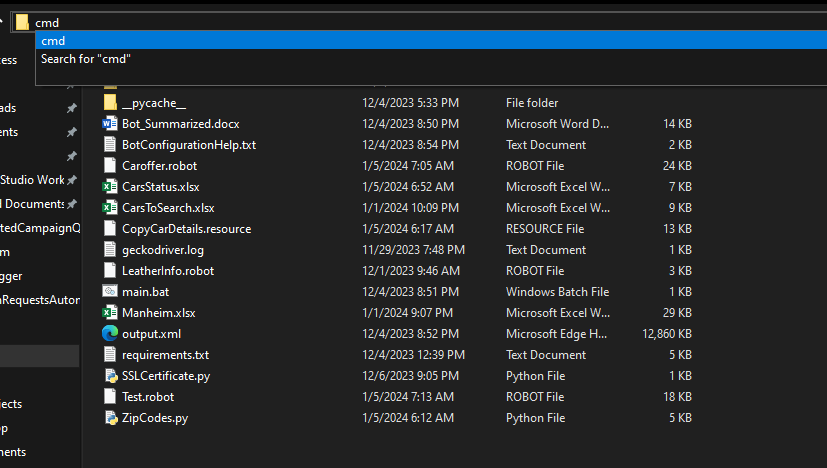 cmd
cmd
Search for "cmd"
ess
__pycache__ 12/4/2023 5:33 PM File folder
ads
Bot_Summarized.docx 12/4/2023 8:50 PM Microsoft Word D... 14 KB
ents
BotConfigurationHelp.txt 12/4/2023 8:54 PM Text Document 2 KB
Caroffer.robot 1/5/2024 7:05 AM ROBOT File 24 KB
Studio Work
CarsStatus.xlsx 1/5/2024 6:52 AM Microsoft Excel W... 7 KB
l Documents
CarsToSearch.xlsx 1/1/2024 10:09 PM Microsoft Excel W... 9 KB
tedCampaignQ
CopyCarDetails.resource 1/5/2024 6:17 AM RESOURCE File 13 KB
m
geckodriver.log 11/29/2023 7:48 PM Text Document 1 KB
gger
LeatherInfo.robot 12/1/2023 9:46 AM ROBOT File 3 KB
nRequestsAutor
main.bat 12/4/2023 8:51 PM Windows Batch File 1 KB
Manheim.xlsx 1/1/2024 9:07 PM Microsoft Excel W... 29 KB
output.xml 12/4/2023 8:52 PM Microsoft Edge H... 12,860 KB
requirements.txt 12/4/2023 12:39 PM Text Document 5 KB
SSLCertificate.py 12/6/2023 9:05 PM Python File 1 KB
jects
Test.robot 1/5/2024 7:13 AM ROBOT File 18 KB
op
ZipCodes.py 1/5/2024 6:12 AM Python File 1 KB
ments